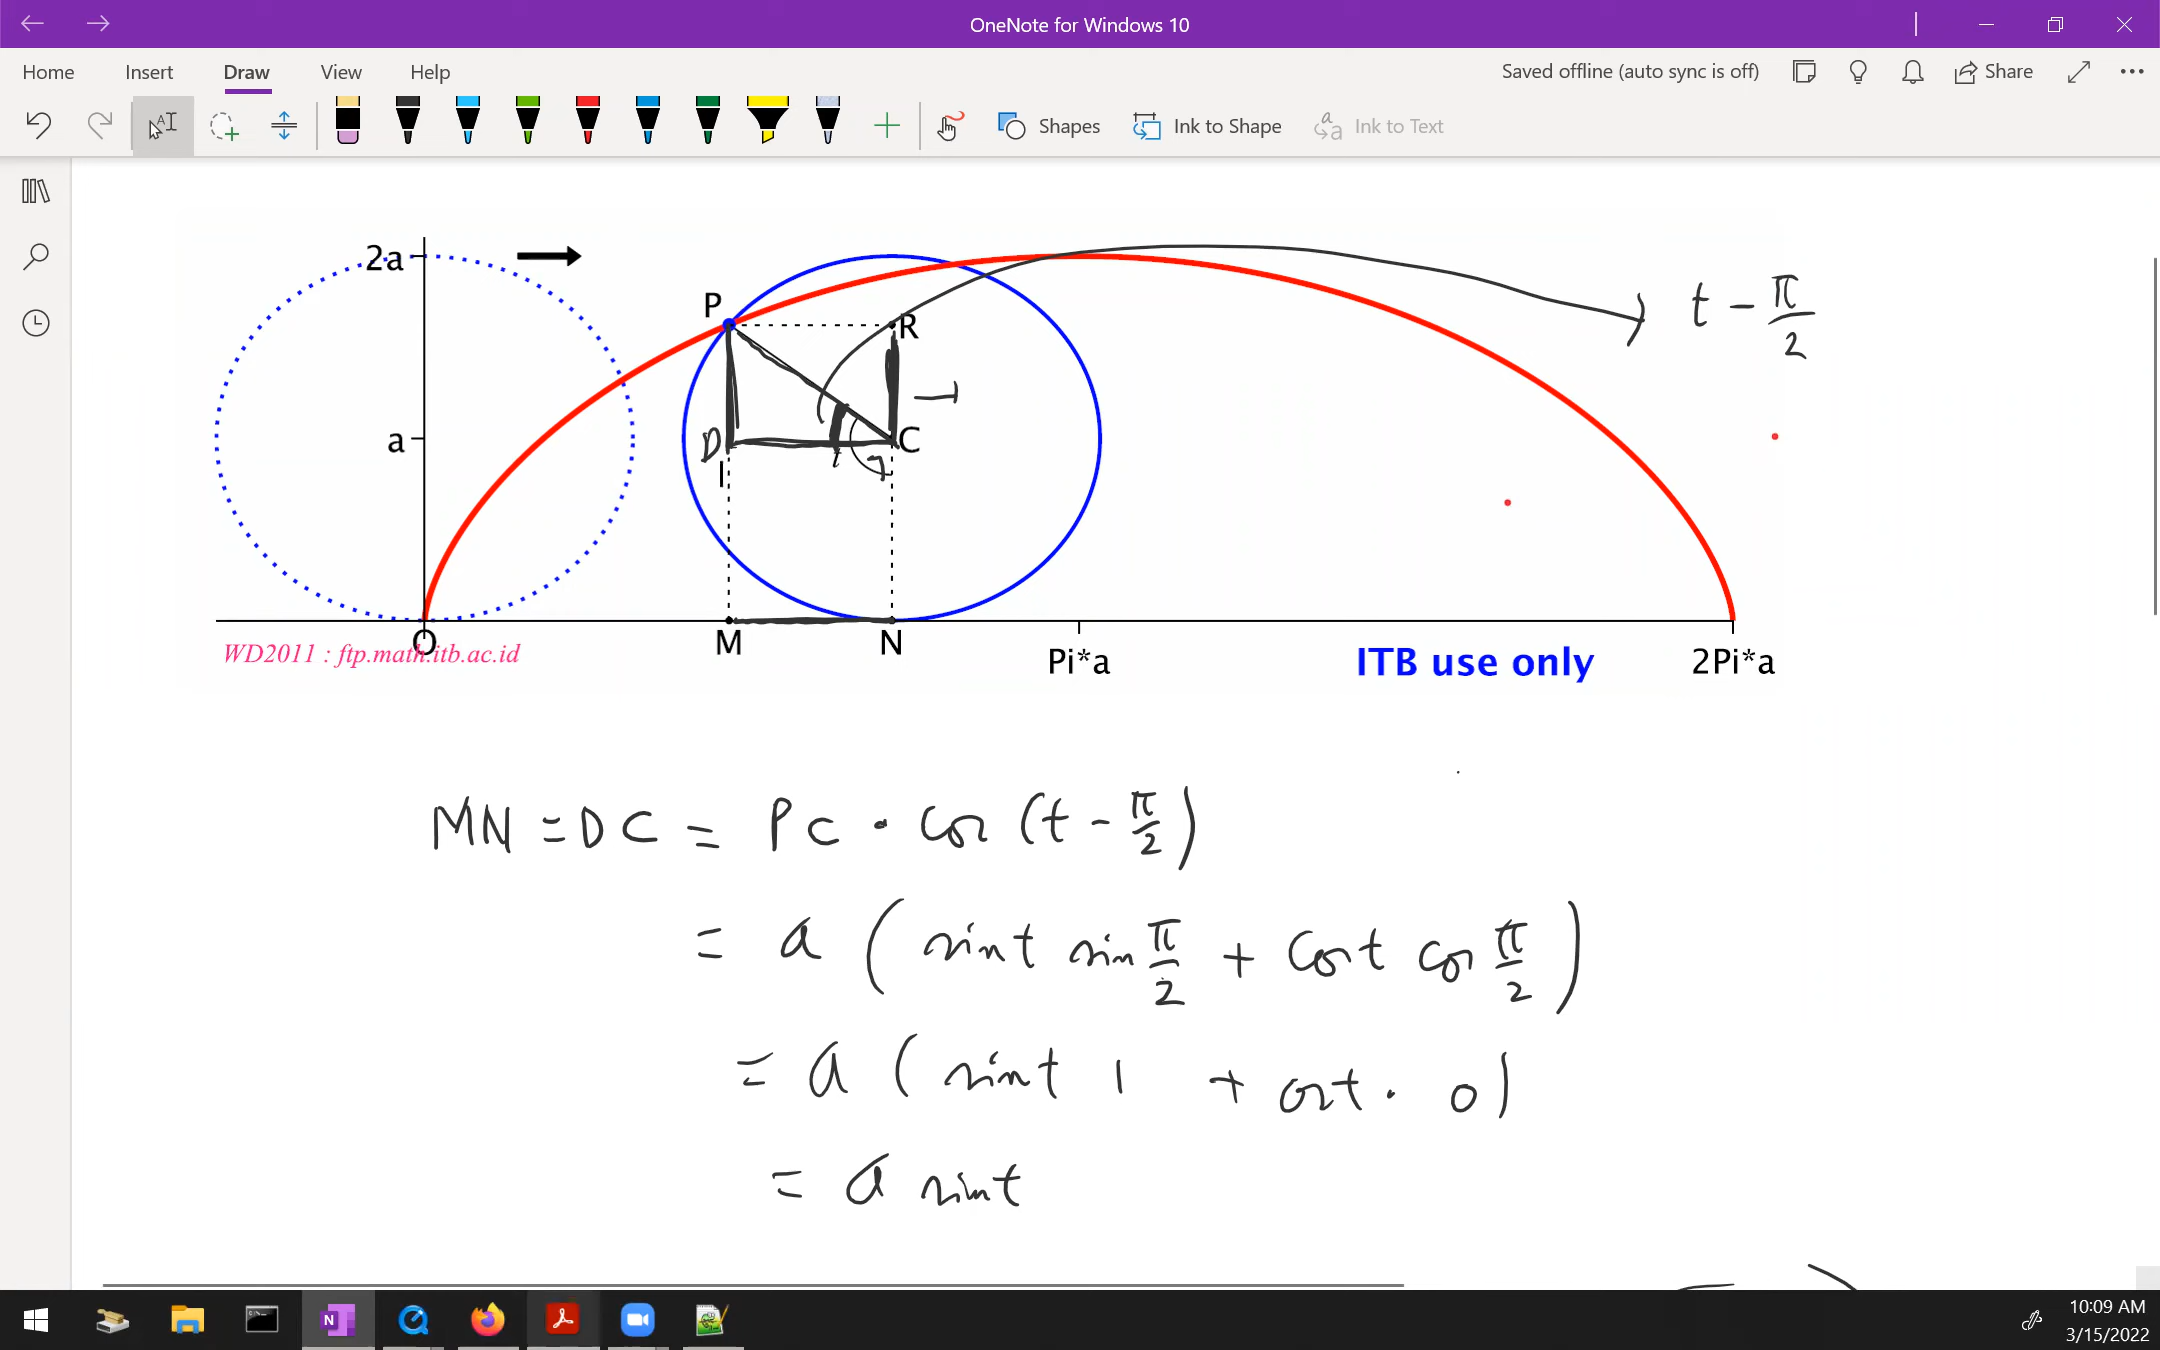 OneNote for Windows 10
Home Insert Draw View Help Saved offline (auto sync is off) Share
Shapes Ink to Shape Ink to Text
2a
P R t - π/2
a D C
I
O M N Pi*a 2Pi*a
WD2011 : ftp.math.itb.ac.id ITB use only
MN = DC = PC · cos (t - π/2)
= a ( sin t sin π/2 + cos t cos π/2 )
= a ( sin t 1 + cos t · 0 )
= a sin t
10:09 AM
3/15/2022